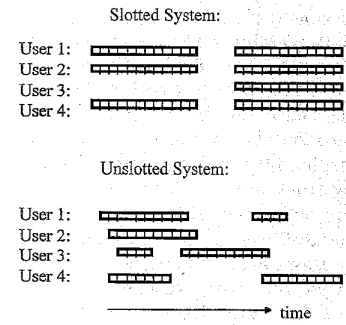 Slotted System:
User 1:
User 2:
User 3:
User 4:
Unslotted System:
User 1:
User 2:
User 3:
User 4:
time